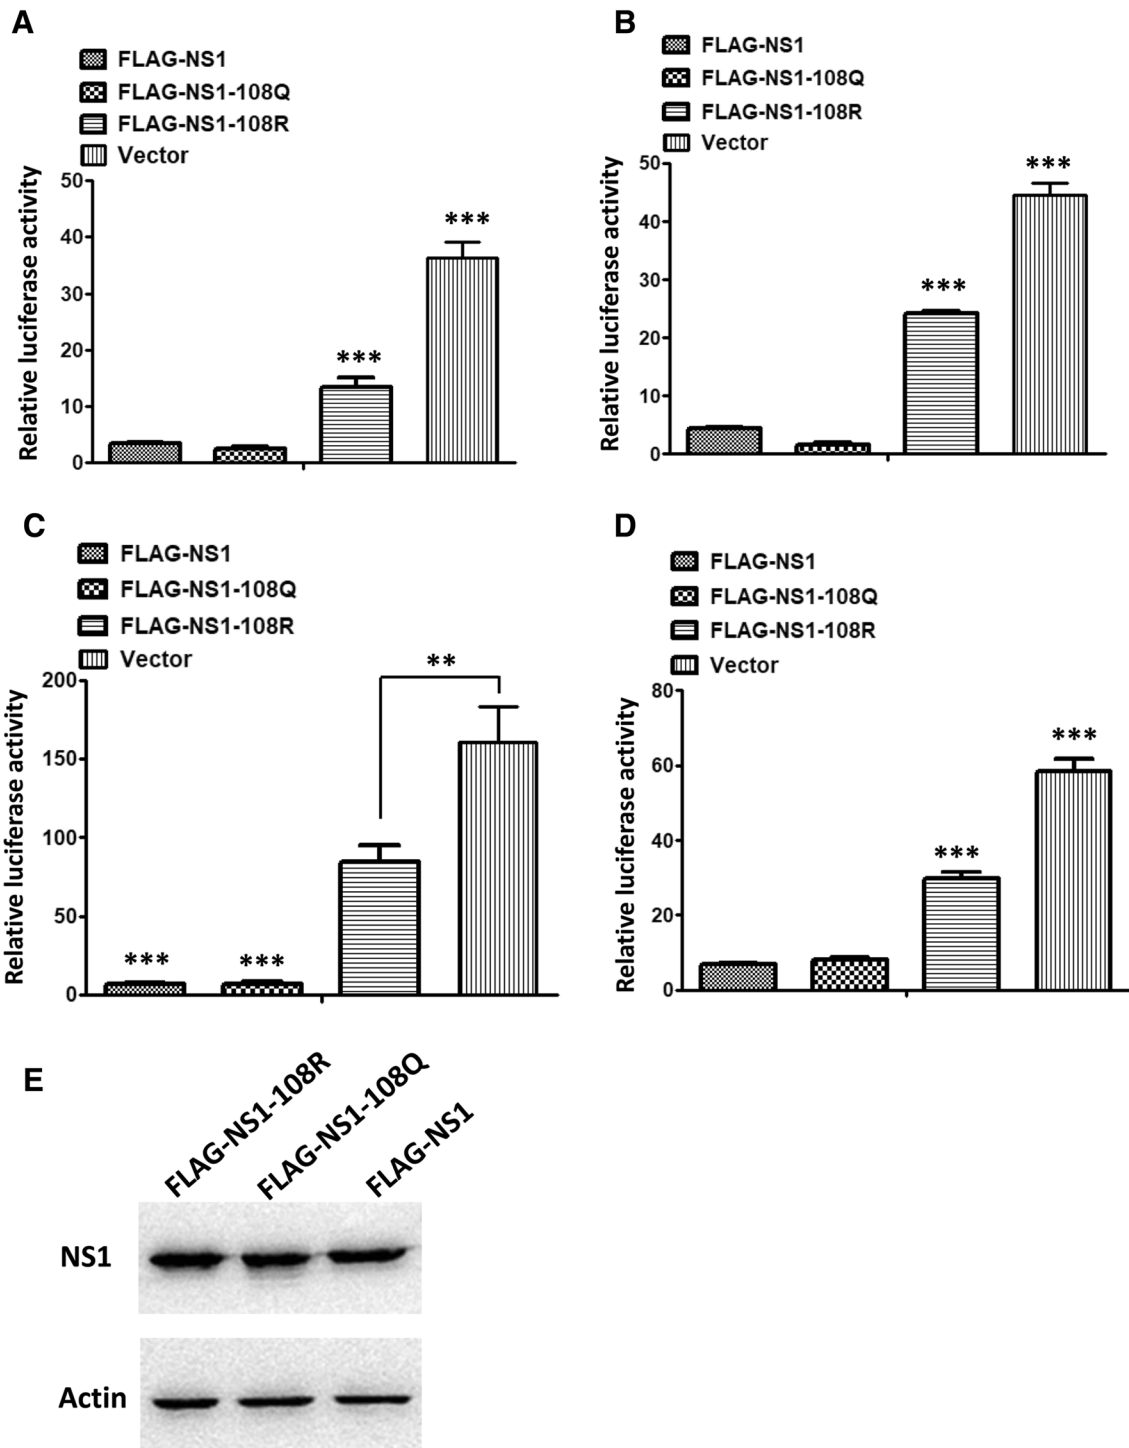 A
FLAG-NS1
FLAG-NS1-108Q
FLAG-NS1-108R
Vector
Relative luciferase activity
50
40
30
20
10
0
***
***
B
FLAG-NS1
FLAG-NS1-108Q
FLAG-NS1-108R
Vector
Relative luciferase activity
50
40
30
20
10
0
***
***
C
FLAG-NS1
FLAG-NS1-108Q
FLAG-NS1-108R
Vector
Relative luciferase activity
200
150
100
50
0
***
***
**
D
FLAG-NS1
FLAG-NS1-108Q
FLAG-NS1-108R
Vector
Relative luciferase activity
80
60
40
20
0
***
***
E
FLAG-NS1-108R
FLAG-NS1-108Q
FLAG-NS1
NS1
Actin